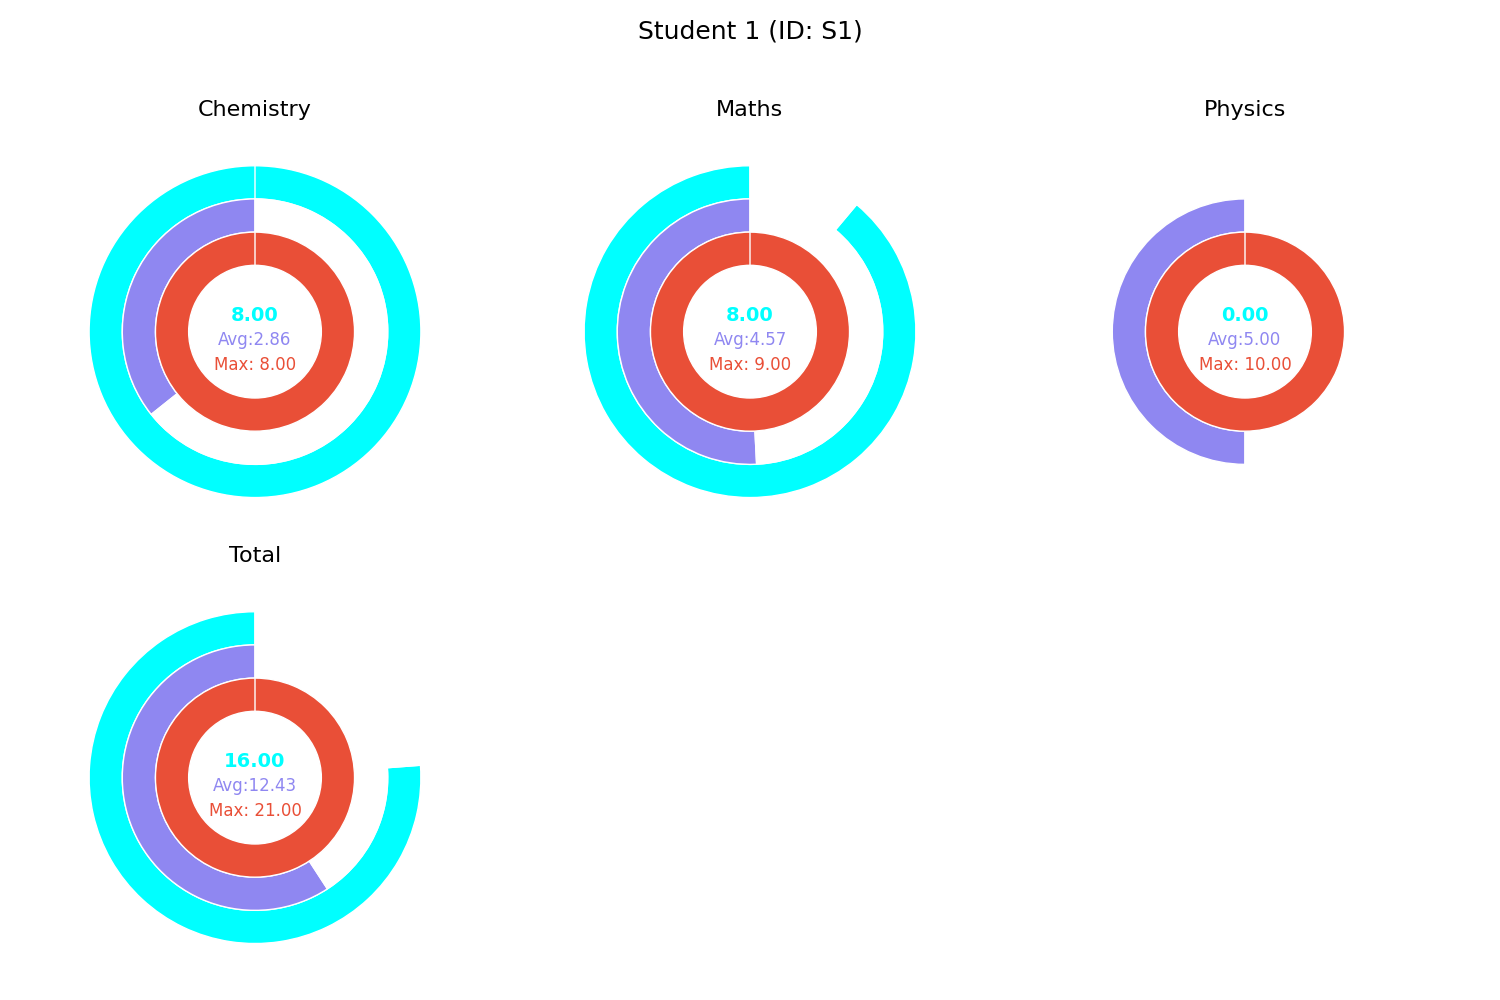 Student 1 (ID: S1)
Chemistry
8.00
Avg:2.86
Max: 8.00
Maths
8.00
Avg:4.57
Max: 9.00
Physics
0.00
Avg:5.00
Max: 10.00
Total
16.00
Avg:12.43
Max: 21.00